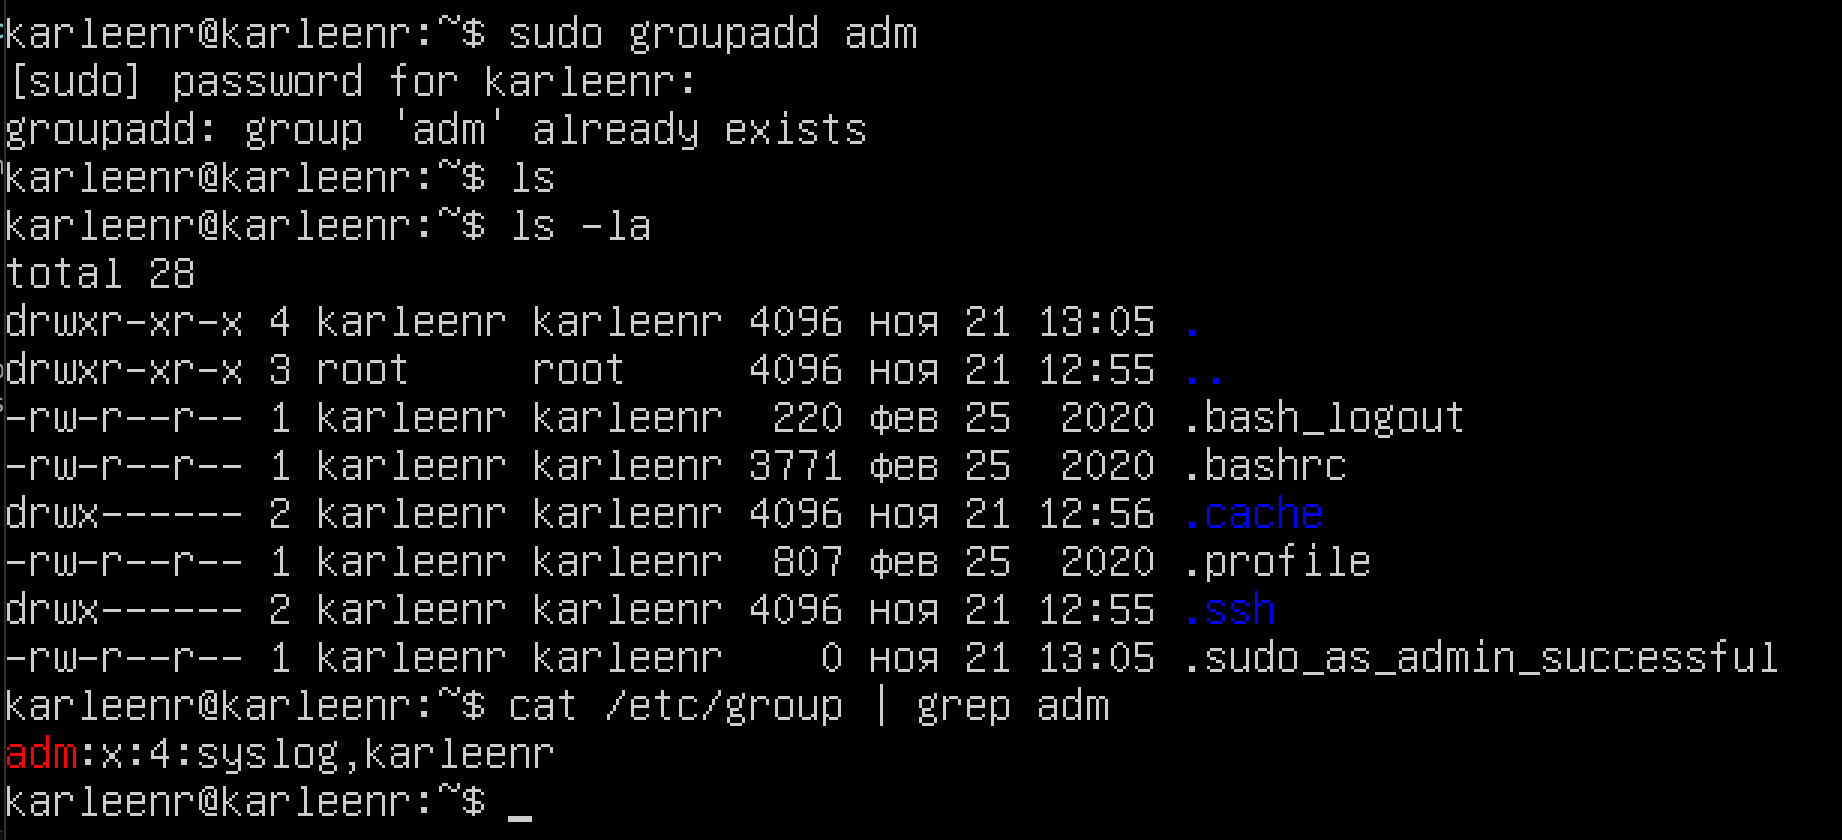 karleenr@karleenr:~$ sudo groupadd adm
[sudo] password for karleenr:
groupadd: group 'adm' already exists
karleenr@karleenr:~$ ls
karleenr@karleenr:~$ ls -la
total 28
drwxr-xr-x 4 karleenr karleenr 4096 ноя 21 13:05 .
drwxr-xr-x 3 root     root     4096 ноя 21 12:55 ..
-rw-r--r-- 1 karleenr karleenr  220 фев 25  2020 .bash_logout
-rw-r--r-- 1 karleenr karleenr 3771 фев 25  2020 .bashrc
drwx------ 2 karleenr karleenr 4096 ноя 21 12:56 .cache
-rw-r--r-- 1 karleenr karleenr  807 фев 25  2020 .profile
drwx------ 2 karleenr karleenr 4096 ноя 21 12:55 .ssh
-rw-r--r-- 1 karleenr karleenr    0 ноя 21 13:05 .sudo_as_admin_successful
karleenr@karleenr:~$ cat /etc/group | grep adm
adm:x:4:syslog,karleenr
karleenr@karleenr:~$ _